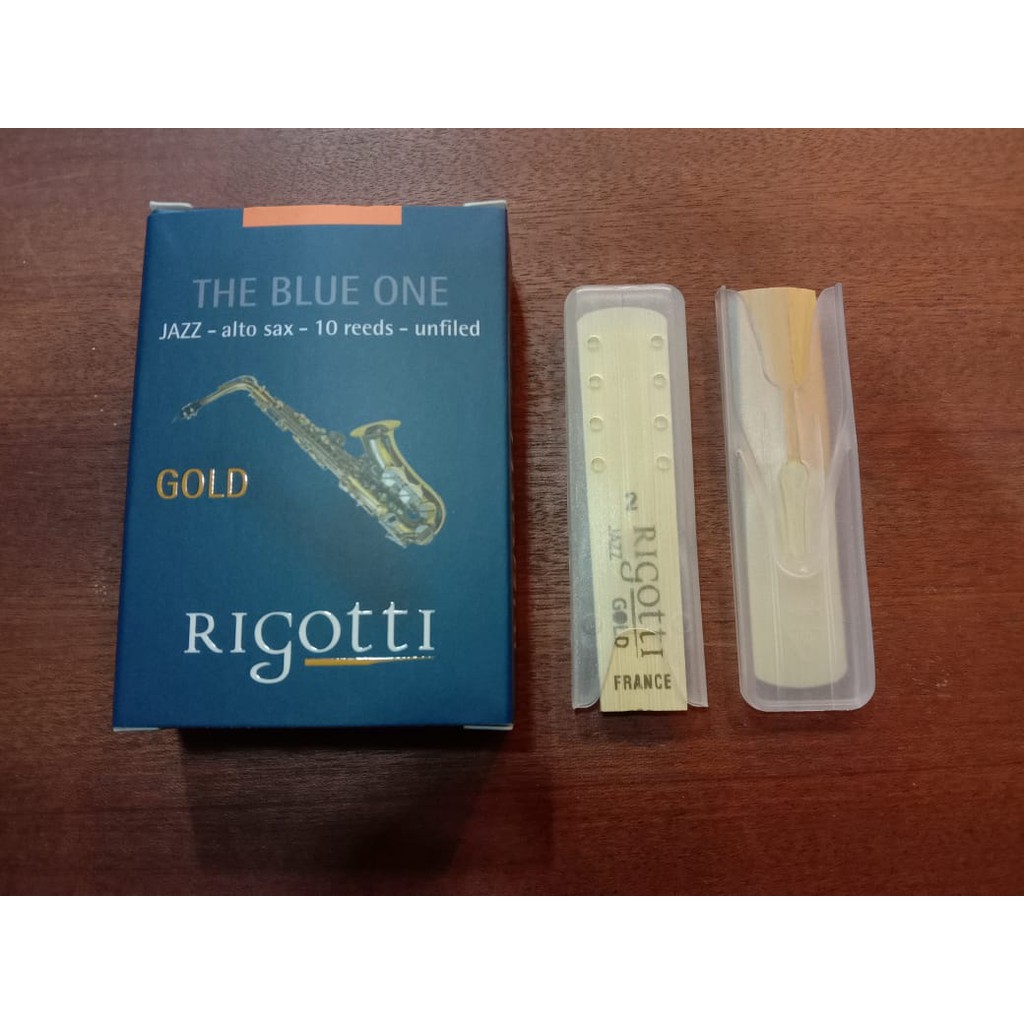 THE BLUE ONE
JAZZ – alto sax – 10 reeds – unfiled
GOLD
RIGOTTI
2
RIGOTTI
JAZZ
GOLD
FRANCE